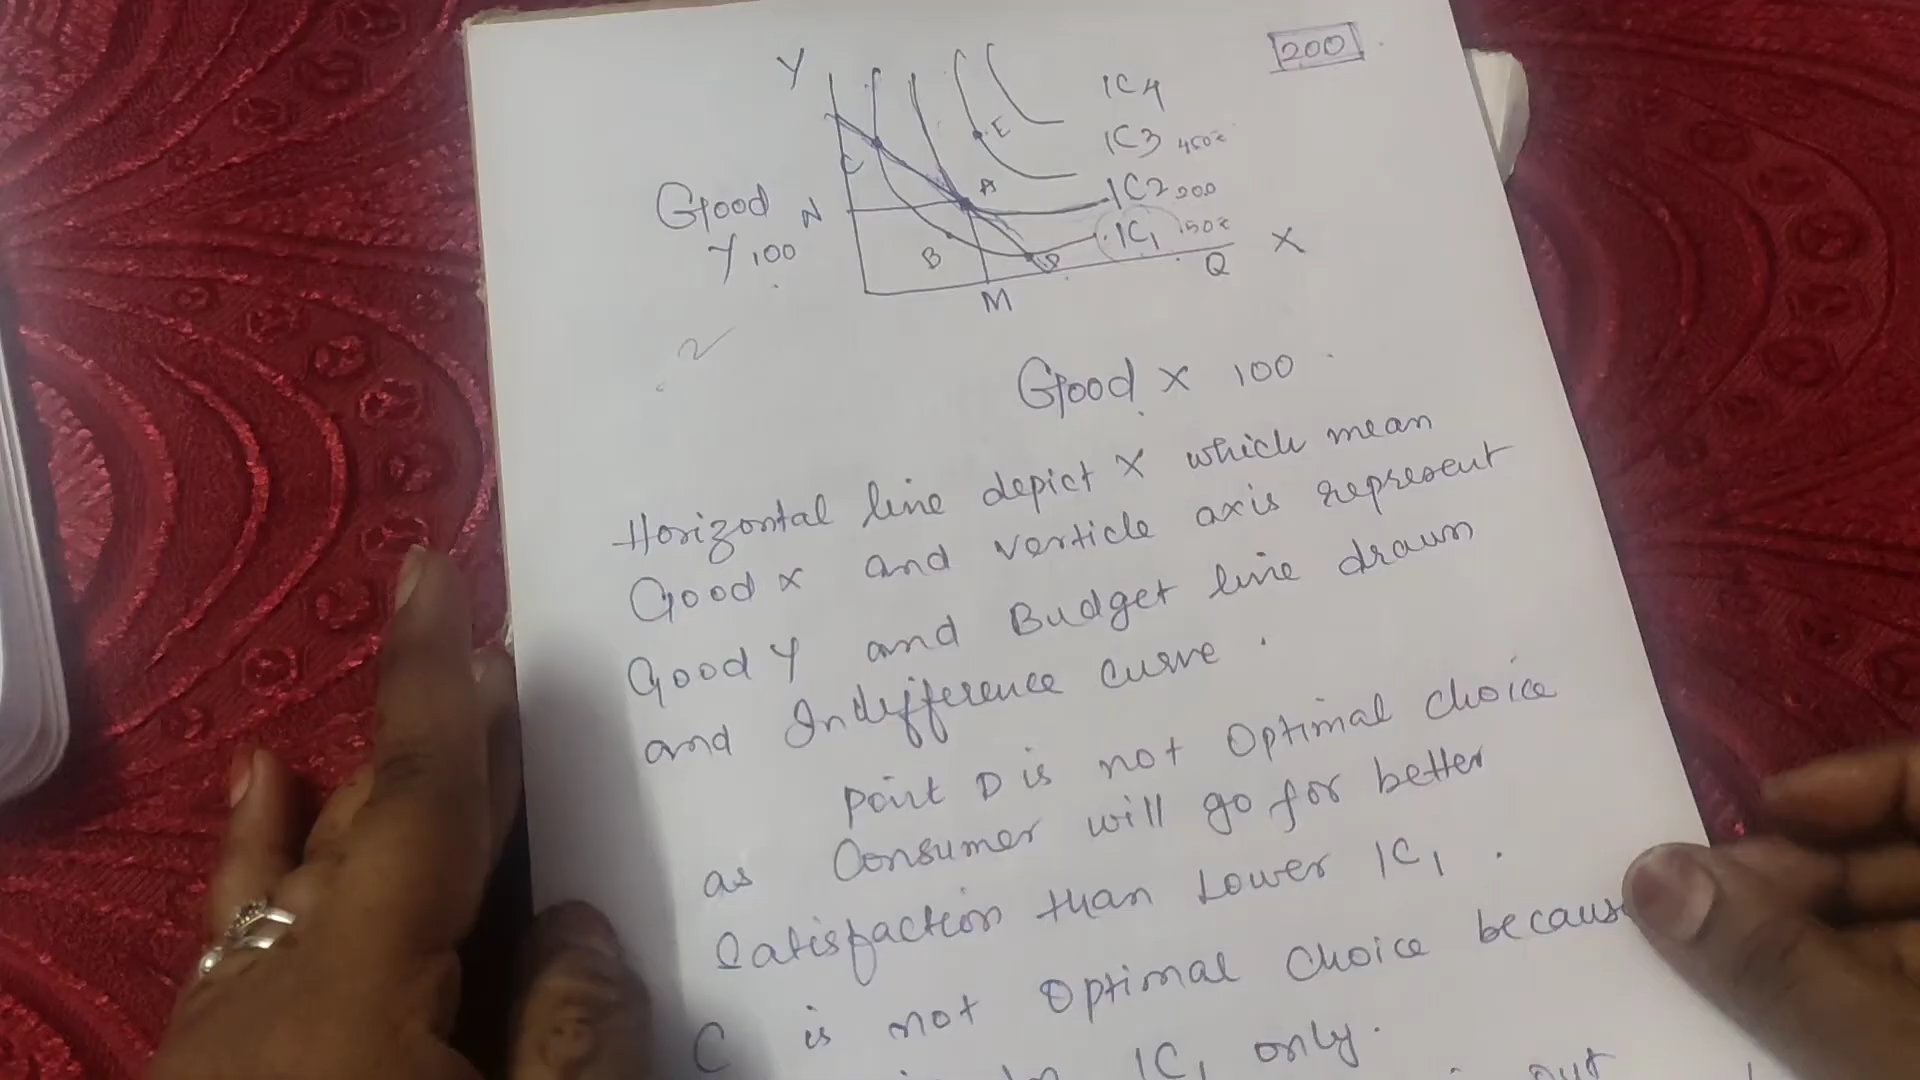 200
Y
IC4
E
IC3 450₹
C
A
IC2 200
Good N
Y 100
IC1 150₹
X
B
Q
M
Good X 100
Horizontal line depict X which mean
Good x and verticle axis represent
Good Y and Budget line drawn
and Indifference curve .
Point D is not Optimal choice
as Consumer will go for better
Satisfaction than Lower IC1 .
C is not Optimal choice because
IC1 only.
out